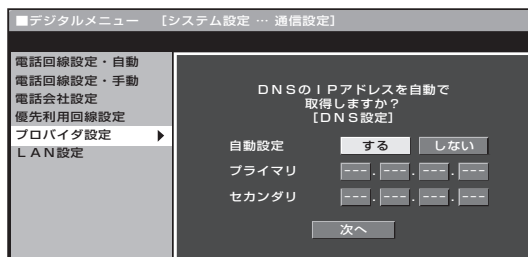 ■デジタルメニュー　［システム設定 … 通信設定］
電話回線設定・自動
電話回線設定・手動
電話会社設定
優先利用回線設定
プロバイダ設定 ▶
ＬＡＮ設定
ＤＮＳのＩＰアドレスを自動で
取得しますか？
［ＤＮＳ設定］
自動設定　する　しない
プライマリ　---．---．---．---
セカンダリ　---．---．---．---
次へ